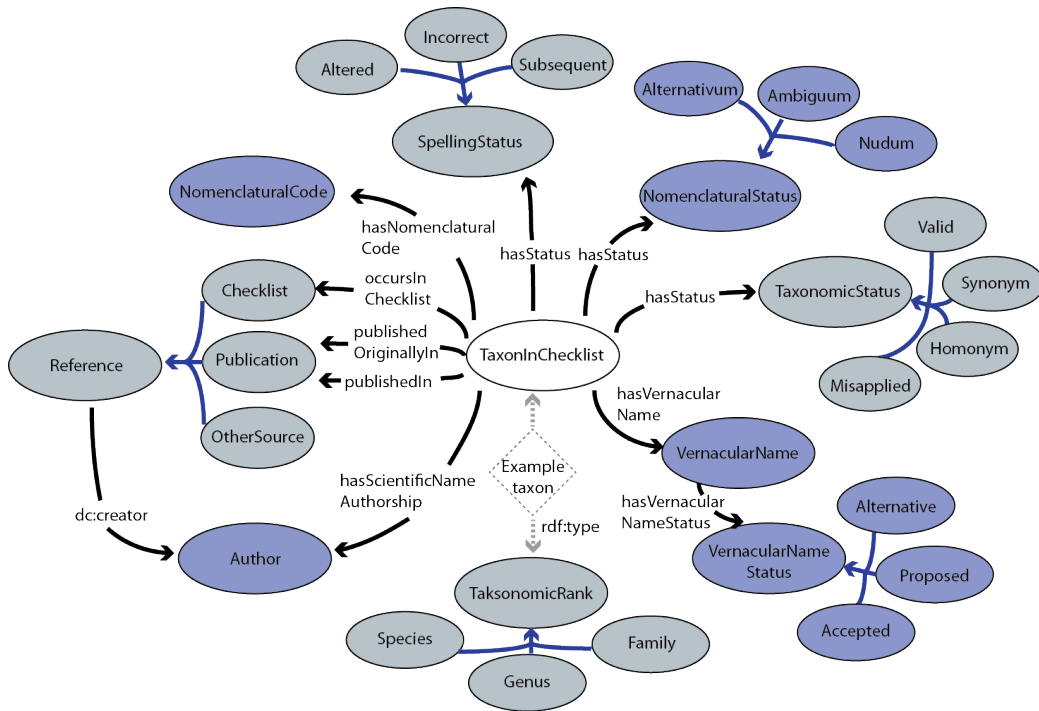 Incorrect
Altered
Subsequent
SpellingStatus
Alternativum
Ambiguum
Nudum
NomenclaturalStatus
NomenclaturalCode
hasNomenclatural
Code
hasStatus
hasStatus
hasStatus
Valid
Synonym
TaxonomicStatus
Homonym
Misapplied
occursIn
Checklist
Checklist
published
OriginallyIn
publishedIn
Publication
Reference
OtherSource
TaxonInChecklist
hasVernacular
Name
VernacularName
hasVernacular
NameStatus
VernacularName
Status
Alternative
Proposed
Accepted
hasScientificName
Authorship
dc:creator
Author
Example
taxon
rdf:type
TaksonomicRank
Species
Family
Genus